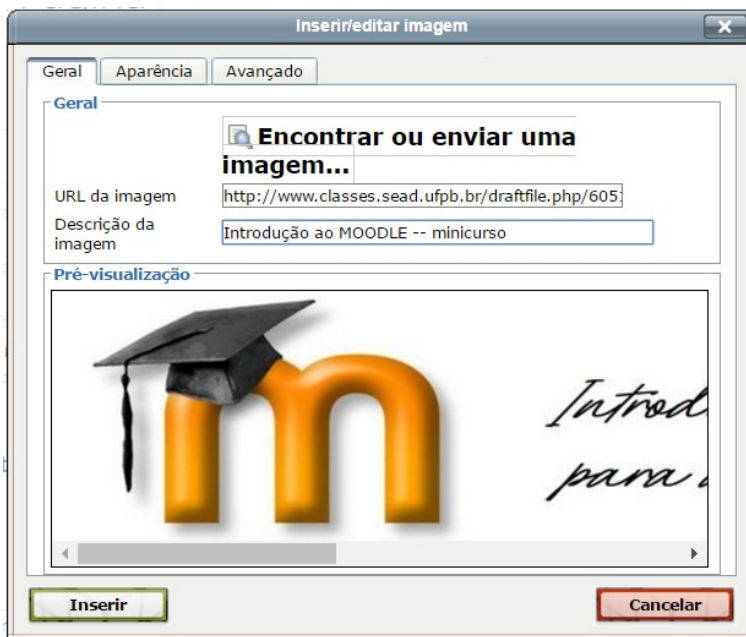 Inserir/editar imagem
X
Geral Aparência Avançado
Geral
Encontrar ou enviar uma
imagem...
URL da imagem http://www.classes.sead.ufpb.br/draftfile.php/605
Descrição da
imagem
Introdução ao MOODLE -- minicurso
Pré-visualização
m
Introd
para
Inserir Cancelar